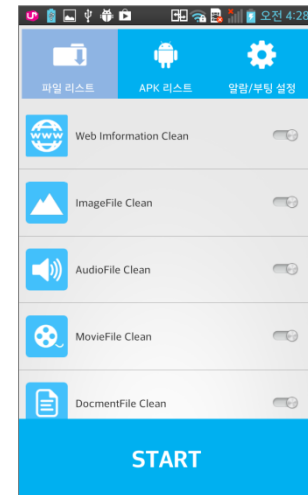 오전 4:28
파일 리스트
APK 리스트
알람/부팅 설정
www
Web Imformation Clean
ImageFile Clean
AudioFile Clean
MovieFile Clean
DocmentFile Clean
START